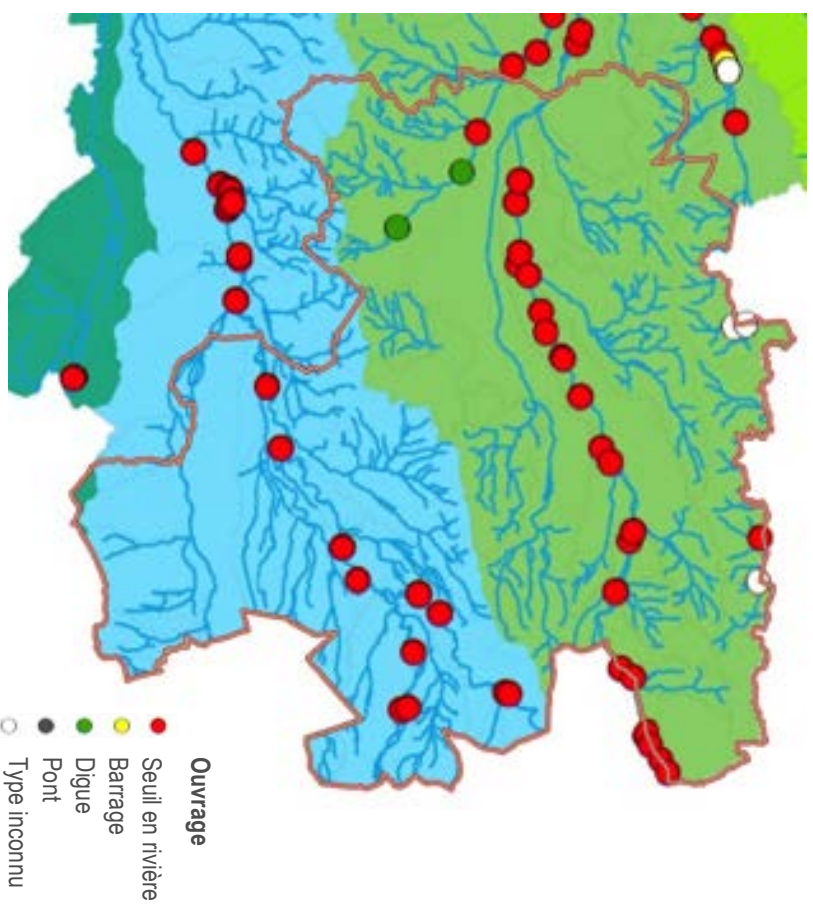 Ouvrage
Seuil en rivière
Barrage
Digue
Pont
Type inconnu